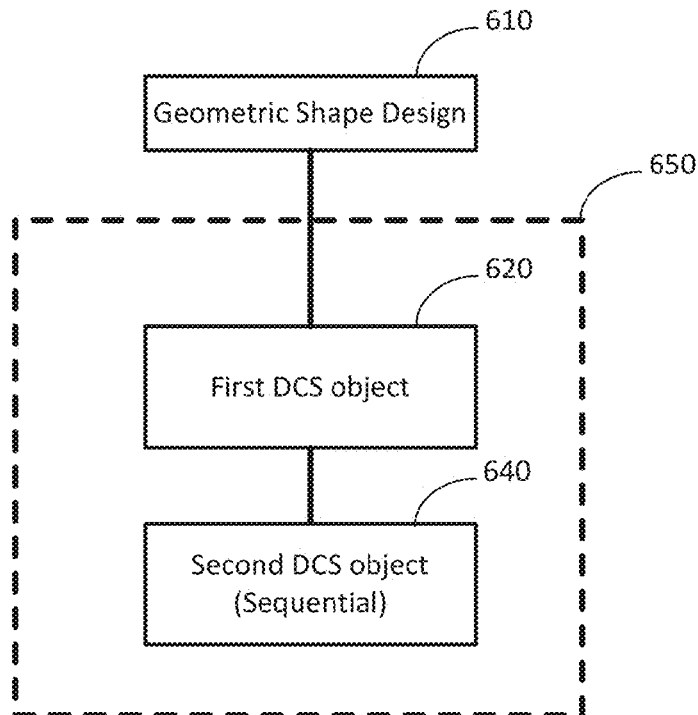 610
Geometric Shape Design
650
620
First DCS object
640
Second DCS object
(Sequential)